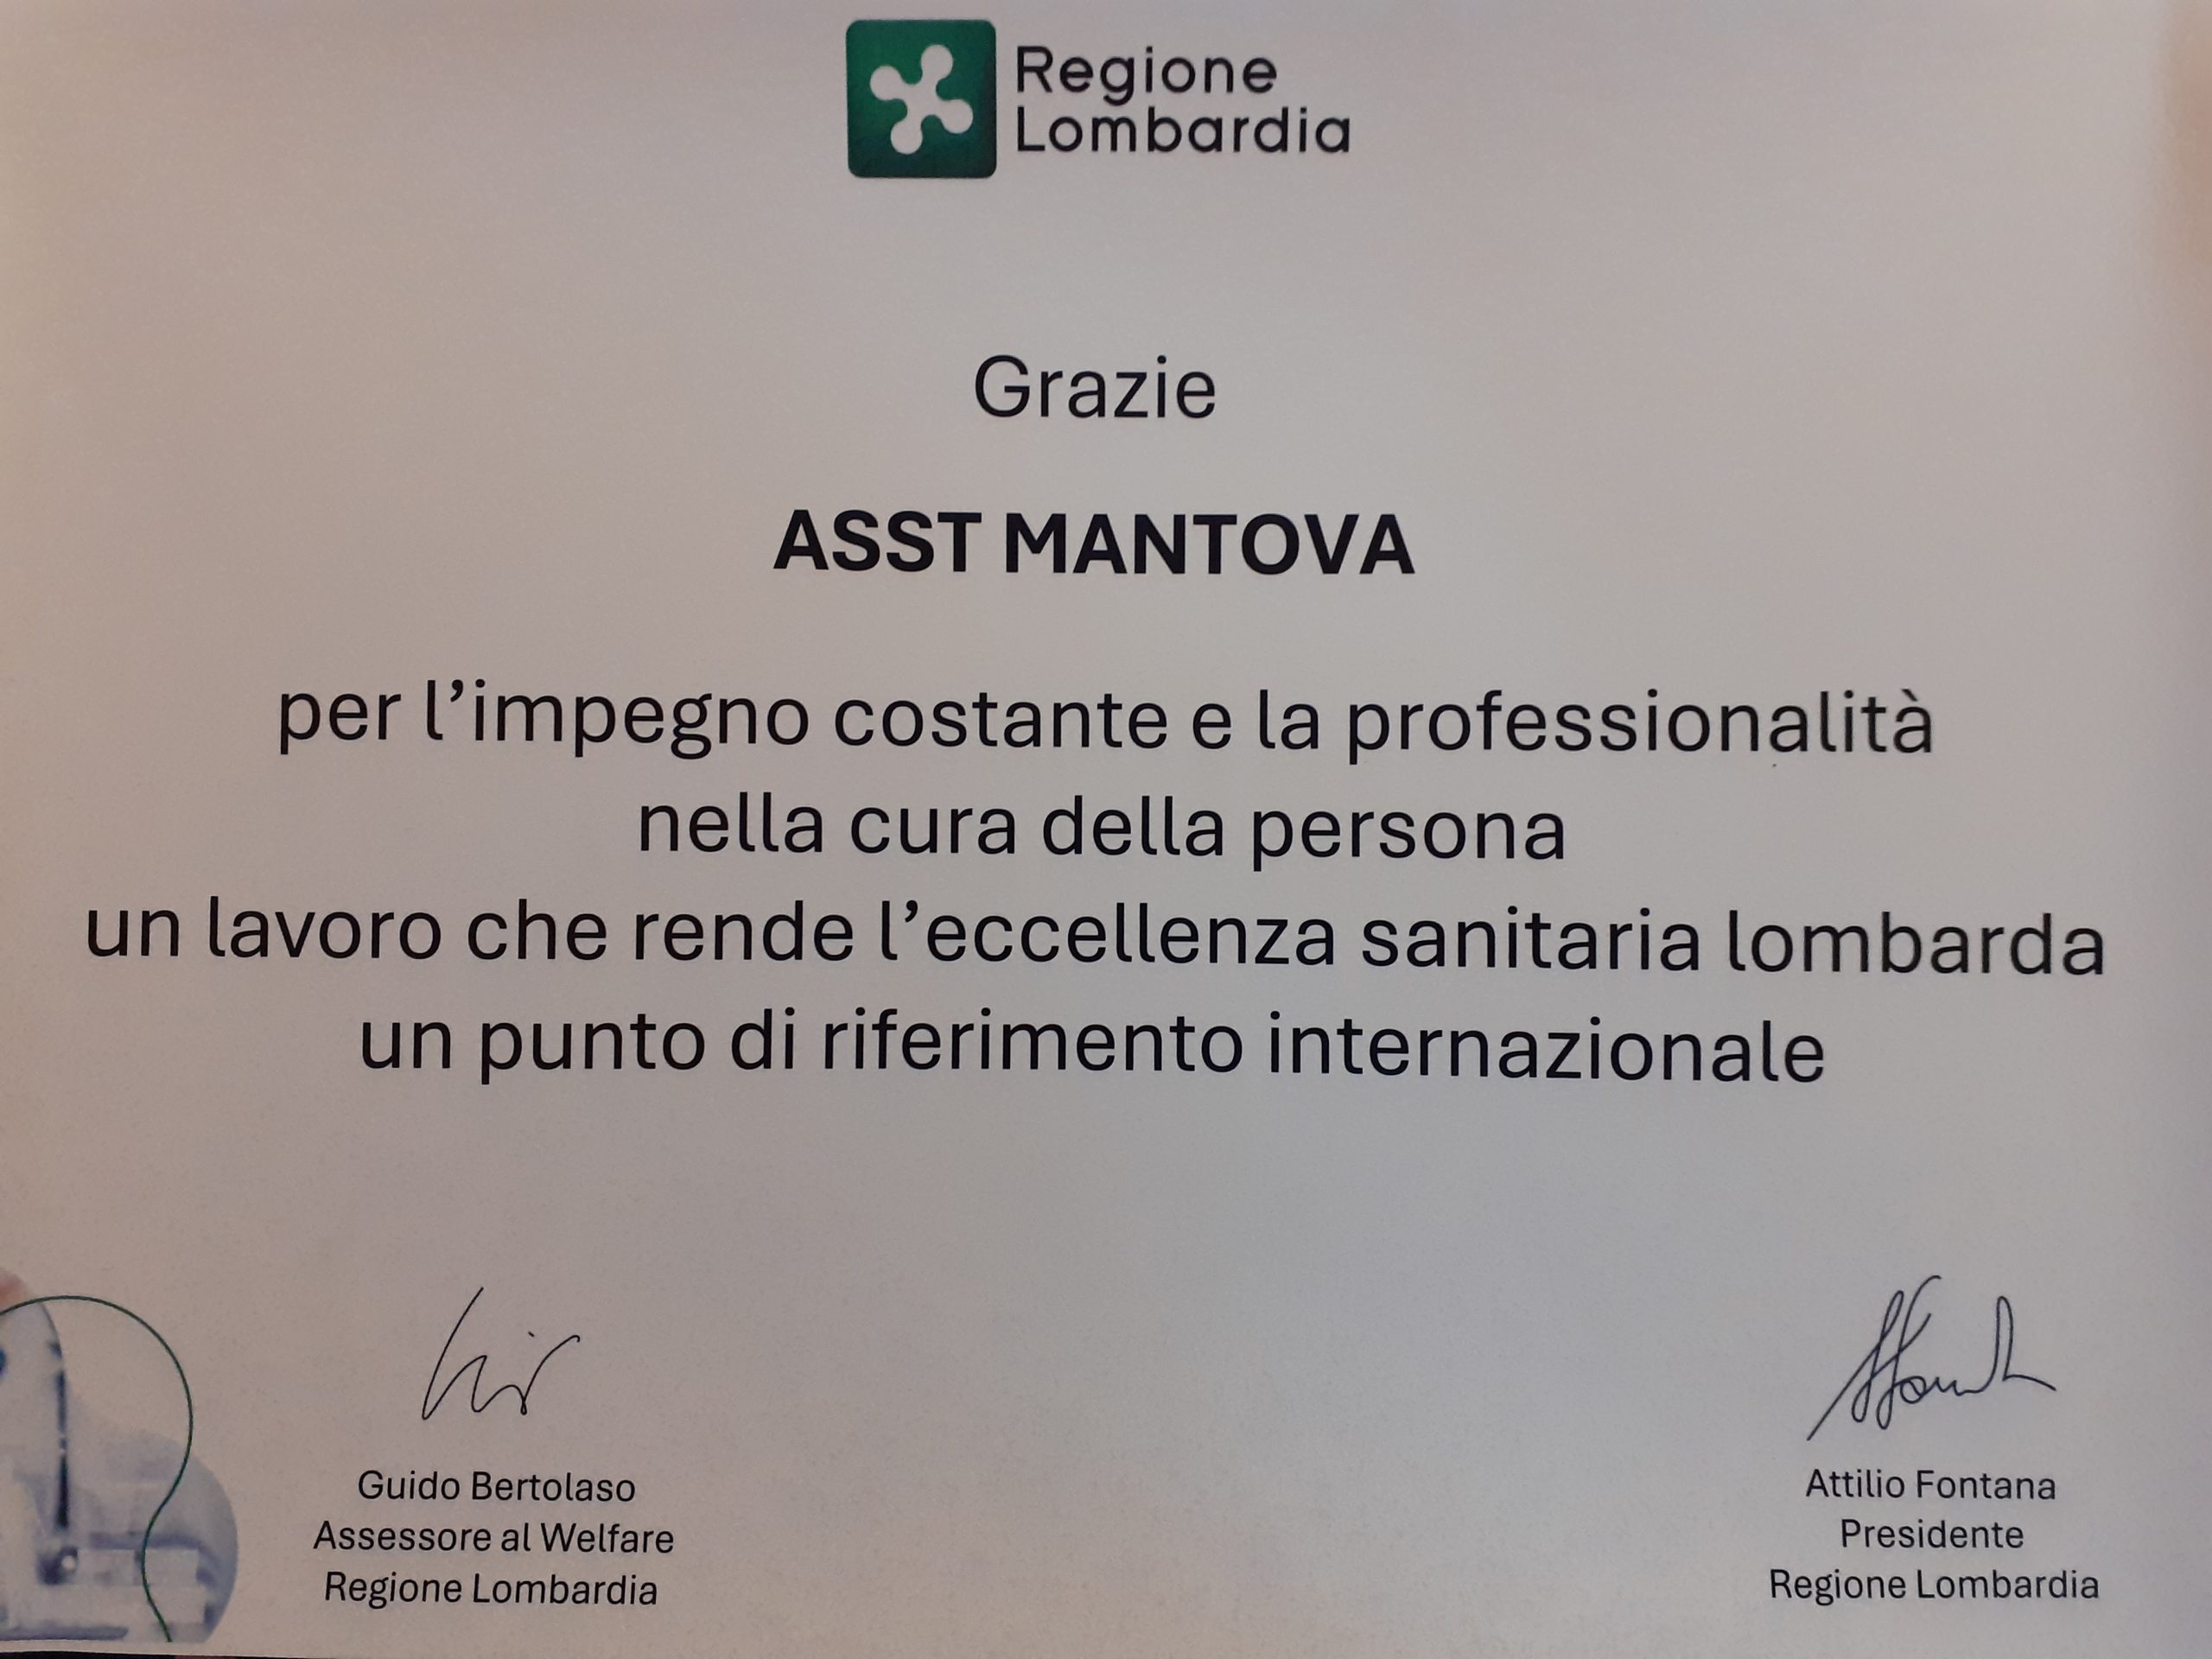 Regione
Lombardia
Grazie
ASST MANTOVA
per l’impegno costante e la professionalità
nella cura della persona
un lavoro che rende l’eccellenza sanitaria lombarda
un punto di riferimento internazionale
Guido Bertolaso
Assessore al Welfare
Regione Lombardia
Attilio Fontana
Presidente
Regione Lombardia